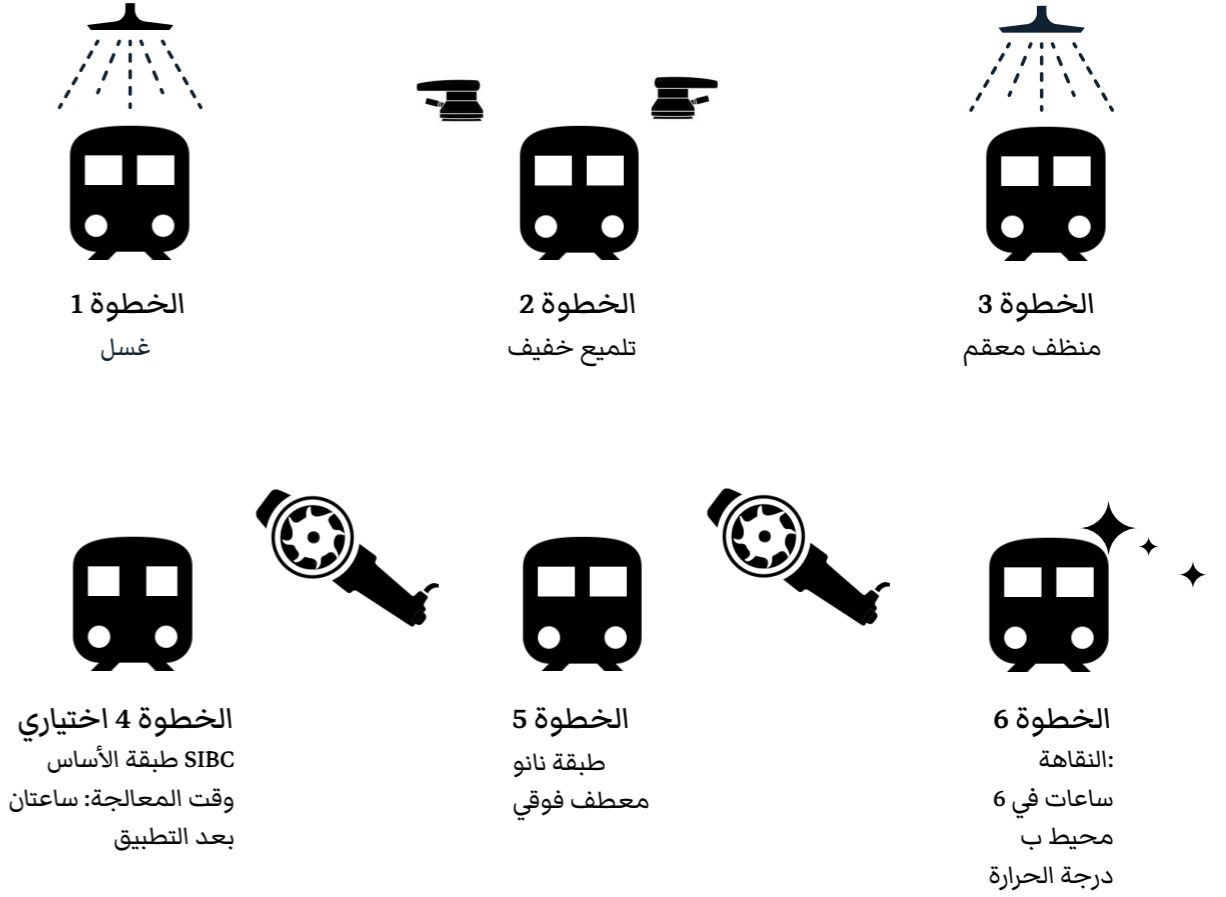 الخطوة 1
غسل
الخطوة 2
تلميع خفيف
الخطوة 3
منظف معقم
الخطوة 4 اختياري
SIBC طبقة الأساس
وقت المعالجة: ساعتان
بعد التطبيق
الخطوة 5
طبقة نانو
معطف فوقي
الخطوة 6
النقاهة:
ساعات في 6
محيط ب
درجة الحرارة